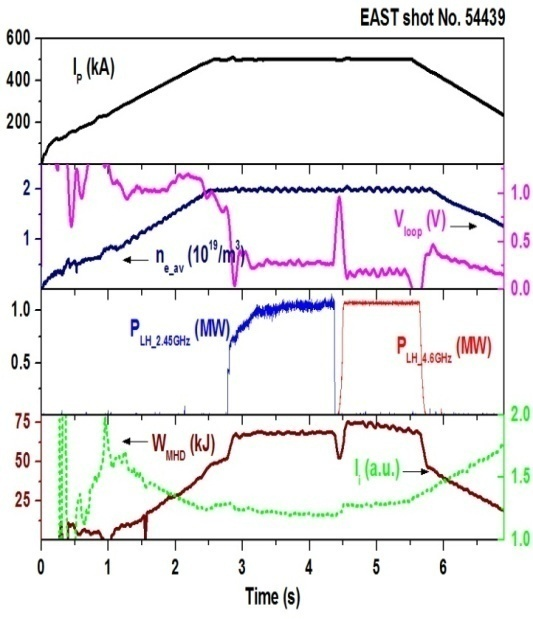 EAST shot No. 54439
600
I_P (kA)
400
200
2
1.0
V_loop (V)
1
0.5
n_e_av (10^19/m^3)
0.0
1.0
P_LH_2.45GHz (MW)
P_LH_4.6GHz (MW)
0.5
75
2.0
W_MHD (kJ)
50
1.5
l_i (a.u.)
25
1.0
0 1 2 3 4 5 6
Time (s)